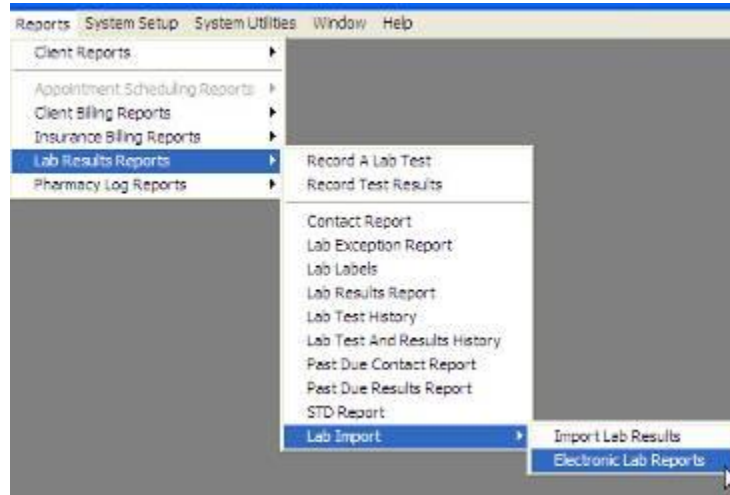 Reports System Setup System Utilities Window Help
Client Reports
Appointment Scheduling Reports
Client Billing Reports
Insurance Billing Reports
Lab Results Reports
Pharmacy Log Reports
Record A Lab Test
Record Test Results
Contact Report
Lab Exception Report
Lab Labels
Lab Results Report
Lab Test History
Lab Test And Results History
Past Due Contact Report
Past Due Results Report
STD Report
Lab Import
Import Lab Results
Electronic Lab Reports